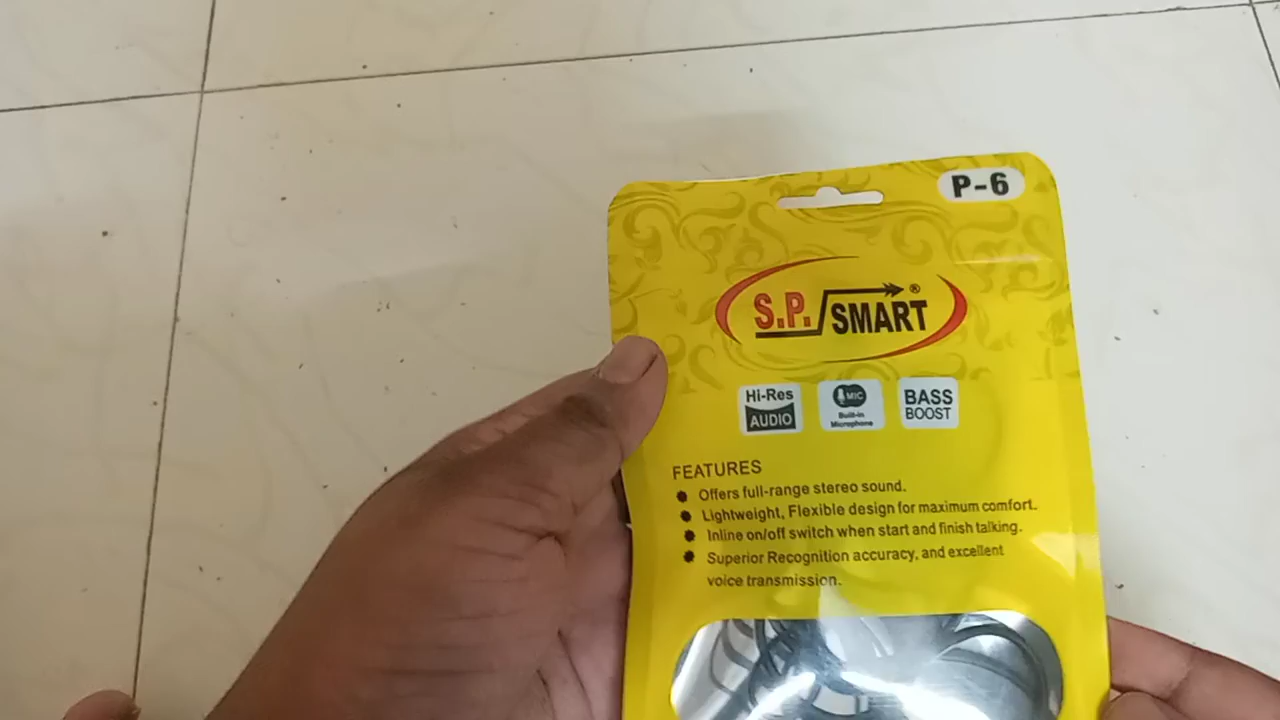 P-6
S.P. SMART ®
Hi-Res
AUDIO
MIC
Built-in
Microphone
BASS
BOOST
FEATURES
Offers full-range stereo sound.
Lightweight, Flexible design for maximum comfort.
Inline on/off switch when start and finish talking.
Superior Recognition accuracy, and excellent
voice transmission.